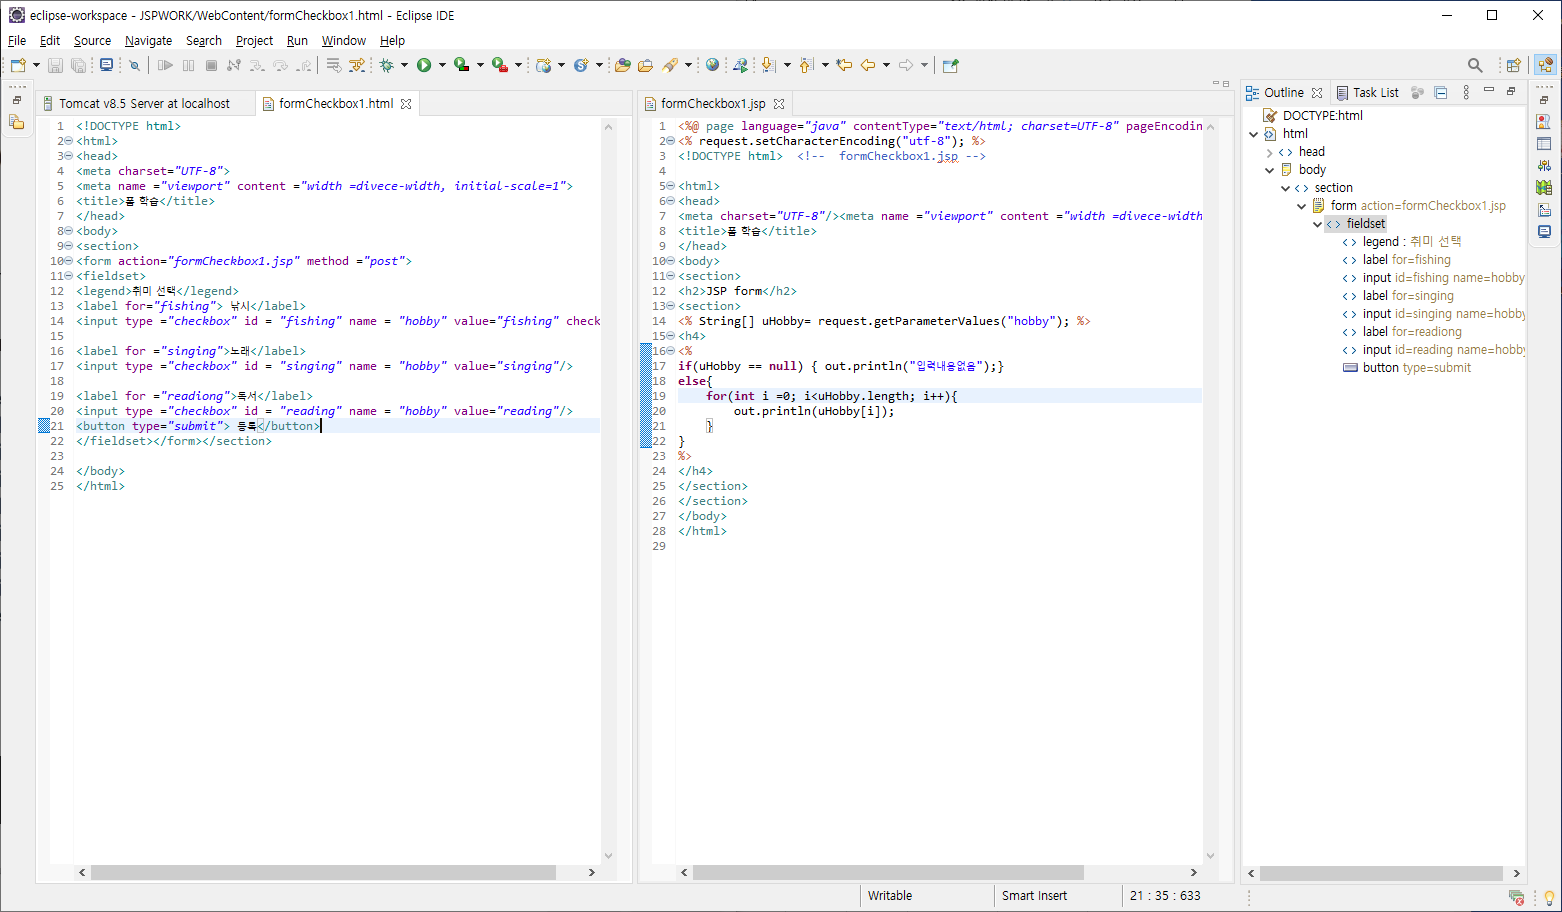 eclipse-workspace - JSPWORK/WebContent/formCheckbox1.html - Eclipse IDE
File Edit Source Navigate Search Project Run Window Help
Tomcat v8.5 Server at localhost
formCheckbox1.html
1 <!DOCTYPE html>
2 <html>
3 <head>
4 <meta charset="UTF-8">
5 <meta name ="viewport" content ="width =divece-width, initial-scale=1">
6 <title>폼 학습</title>
7 </head>
8 <body>
9 <section>
10 <form action="formCheckbox1.jsp" method ="post">
11 <fieldset>
12 <legend>취미 선택</legend>
13 <label for="fishing"> 낚시</label>
14 <input type ="checkbox" id = "fishing" name = "hobby" value="fishing" check
15
16 <label for ="singing">노래</label>
17 <input type ="checkbox" id = "singing" name = "hobby" value="singing"/>
18
19 <label for ="readiong">독서</label>
20 <input type ="checkbox" id = "reading" name = "hobby" value="reading"/>
21 <button type="submit"> 등록</button>
22 </fieldset></form></section>
23
24 </body>
25 </html>
formCheckbox1.jsp
1 <%@ page language="java" contentType="text/html; charset=UTF-8" pageEncodin
2 <% request.setCharacterEncoding("utf-8"); %>
3 <!DOCTYPE html>  <!--  formCheckbox1.jsp -->
4
5 <html>
6 <head>
7 <meta charset="UTF-8"/><meta name ="viewport" content ="width =divece-width
8 <title>폼 학습</title>
9 </head>
10 <body>
11 <section>
12 <h2>JSP form</h2>
13 <section>
14 <% String[] uHobby= request.getParameterValues("hobby"); %>
15 <h4>
16 <%
17 if(uHobby == null) { out.println("입력내용없음");}
18 else{
19     for(int i =0; i<uHobby.length; i++){
20         out.println(uHobby[i]);
21     }
22 }
23 %>
24 </h4>
25 </section>
26 </section>
27 </body>
28 </html>
29
Outline
Task List
DOCTYPE:html
html
head
body
section
form action=formCheckbox1.jsp
fieldset
legend : 취미 선택
label for=fishing
input id=fishing name=hobby
label for=singing
input id=singing name=hobby
label for=readiong
input id=reading name=hobby
button type=submit
Writable
Smart Insert
21 : 35 : 633